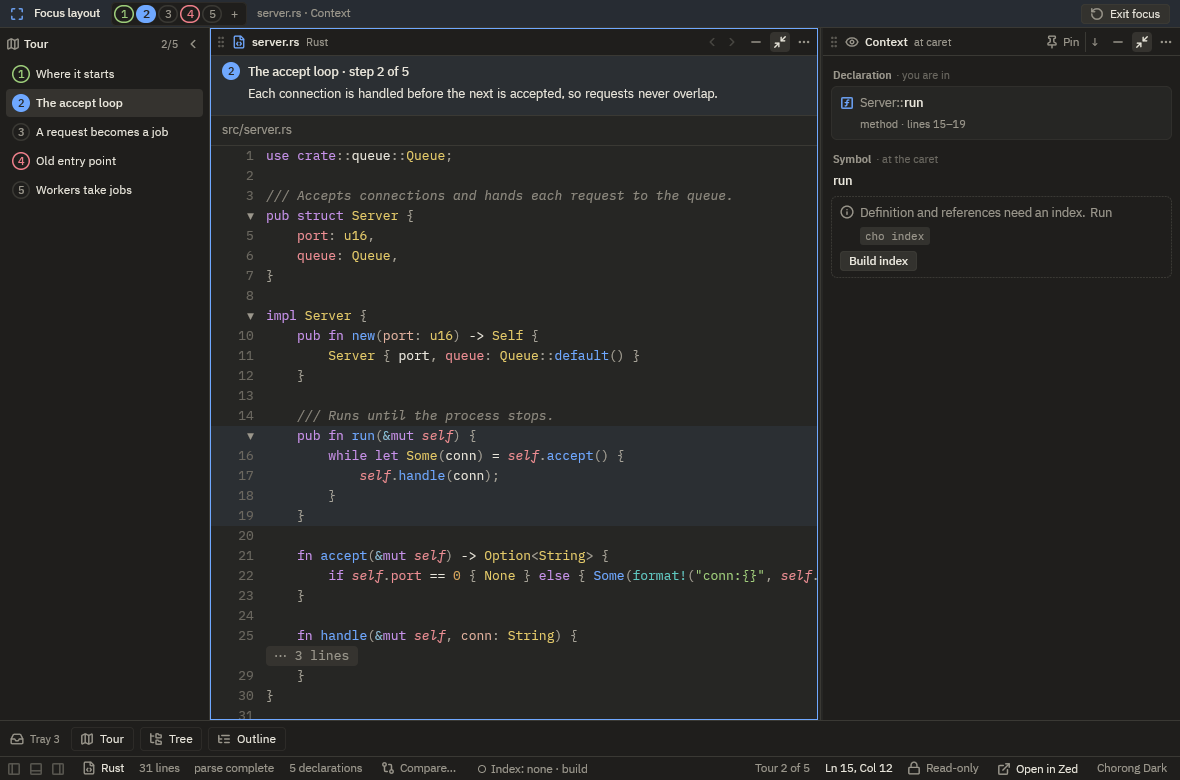 Focus layout 1 2 3 4 5 + server.rs · Context Exit focus
Tour 2/5
1 Where it starts
2 The accept loop
3 A request becomes a job
4 Old entry point
5 Workers take jobs
server.rs Rust
2 The accept loop · step 2 of 5
Each connection is handled before the next is accepted, so requests never overlap.
src/server.rs
1 use crate::queue::Queue;
2
3 /// Accepts connections and hands each request to the queue.
pub struct Server {
5     port: u16,
6     queue: Queue,
7 }
8
impl Server {
10     pub fn new(port: u16) -> Self {
11         Server { port, queue: Queue::default() }
12     }
13
14     /// Runs until the process stops.
    pub fn run(&mut self) {
16         while let Some(conn) = self.accept() {
17             self.handle(conn);
18         }
19     }
20
21     fn accept(&mut self) -> Option<String> {
22         if self.port == 0 { None } else { Some(format!("conn:{}", self.
23     }
24
25     fn handle(&mut self, conn: String) {
··· 3 lines
29     }
30 }
31
Context at caret Pin ↓
Declaration · you are in
Server::run
method · lines 15–19
Symbol · at the caret
run
Definition and references need an index. Run
cho index
Build index
Tray 3 Tour Tree Outline
Rust 31 lines parse complete 5 declarations Compare... Index: none · build Tour 2 of 5 Ln 15, Col 12 Read-only Open in Zed Chorong Dark